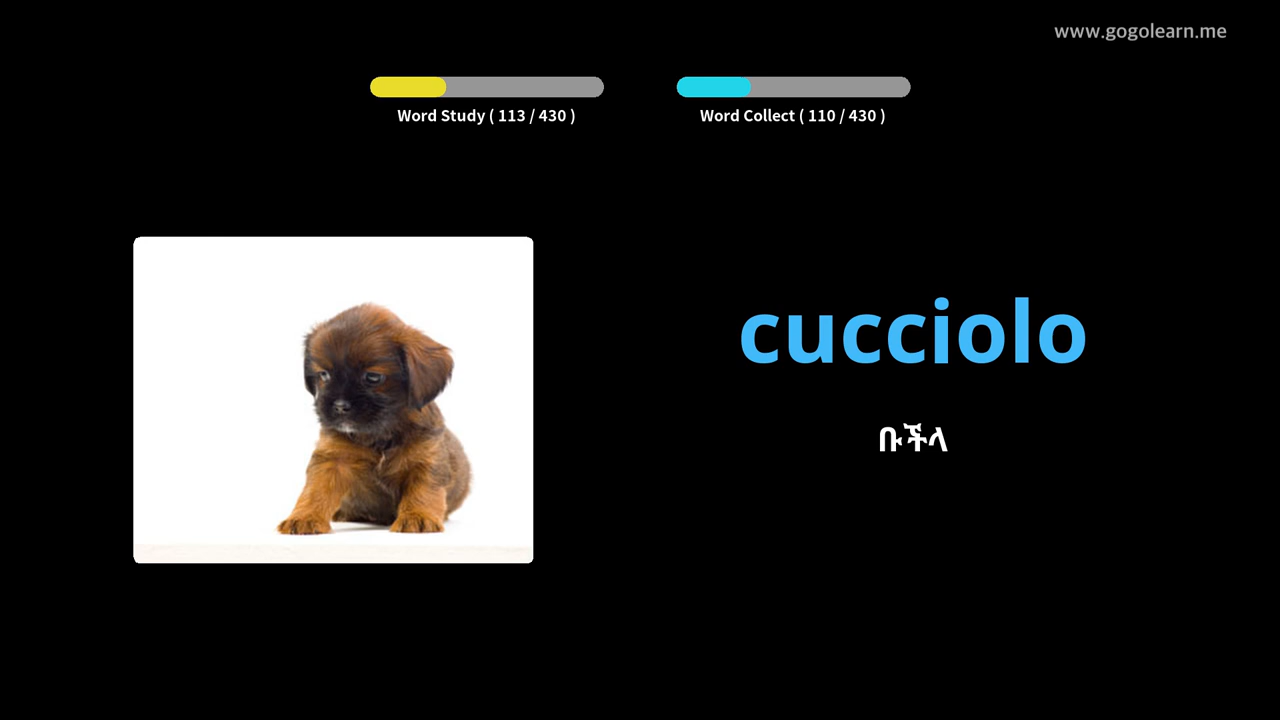 www.gogolearn.me
Word Study ( 113 / 430 )
Word Collect ( 110 / 430 )
cucciolo
ቡችላ